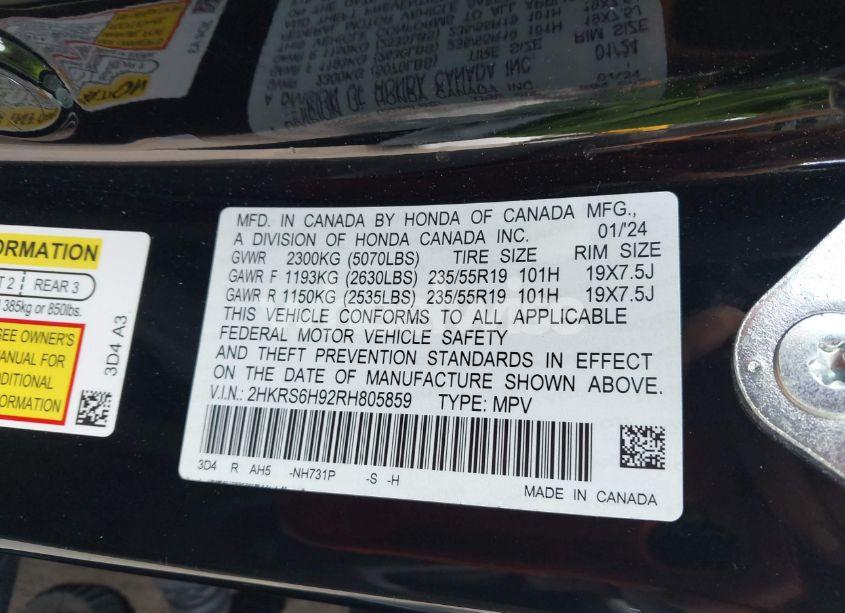 MFD. IN CANADA BY HONDA OF CANADA MFG.,
A DIVISION OF HONDA CANADA INC. 01/'24
GVWR 2300KG (5070LBS) TIRE SIZE RIM SIZE
GAWR F 1193KG (2630LBS) 235/55R19 101H 19X7.5J
GAWR R 1150KG (2535LBS) 235/55R19 101H 19X7.5J
THIS VEHICLE CONFORMS TO ALL APPLICABLE
FEDERAL MOTOR VEHICLE SAFETY
AND THEFT PREVENTION STANDARDS IN EFFECT
ON THE DATE OF MANUFACTURE SHOWN ABOVE.
V.I.N.: 2HKRS6H92RH805859 TYPE: MPV
3D4 R AH5 -NH731P -S -H
MADE IN CANADA
ORMATION
T 2 REAR 3
385kg or 850lbs.
SEE OWNER'S
MANUAL FOR
DDITIONAL
FORMATION
3D4 A3